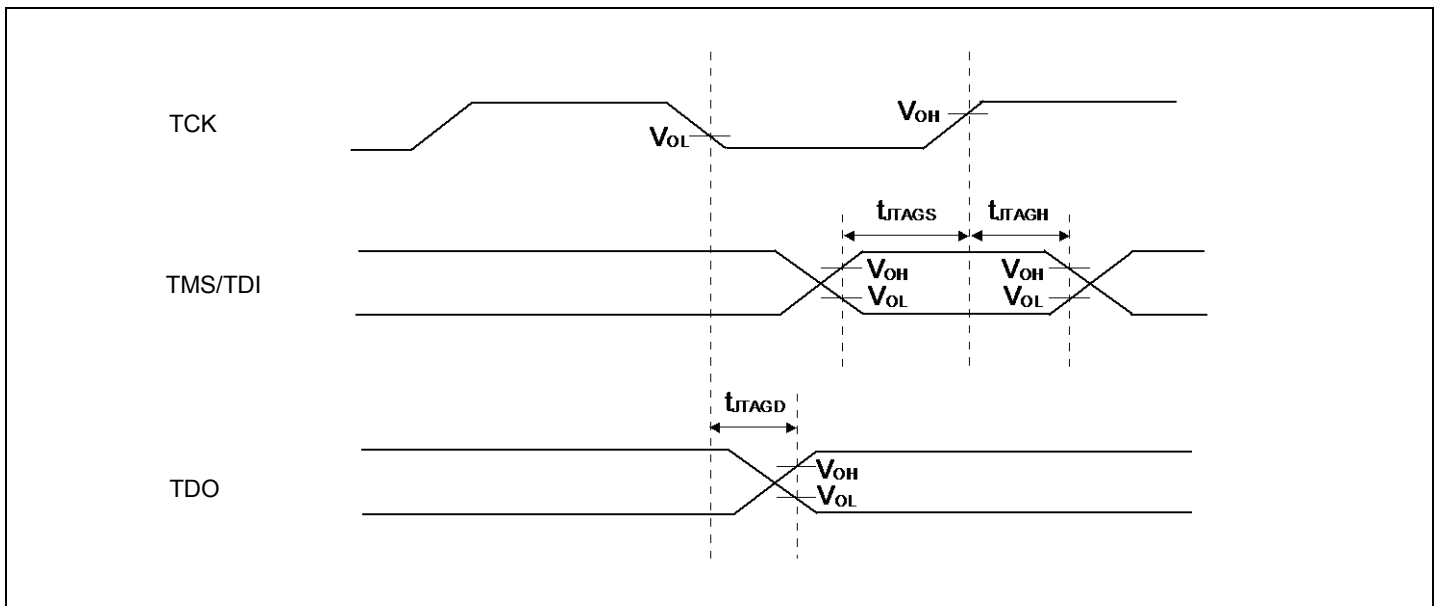 TCK
VOL
VOH
tJTAGS
tJTAGH
TMS/TDI
VOH
VOL
VOH
VOL
tJTAGD
TDO
VOH
VOL